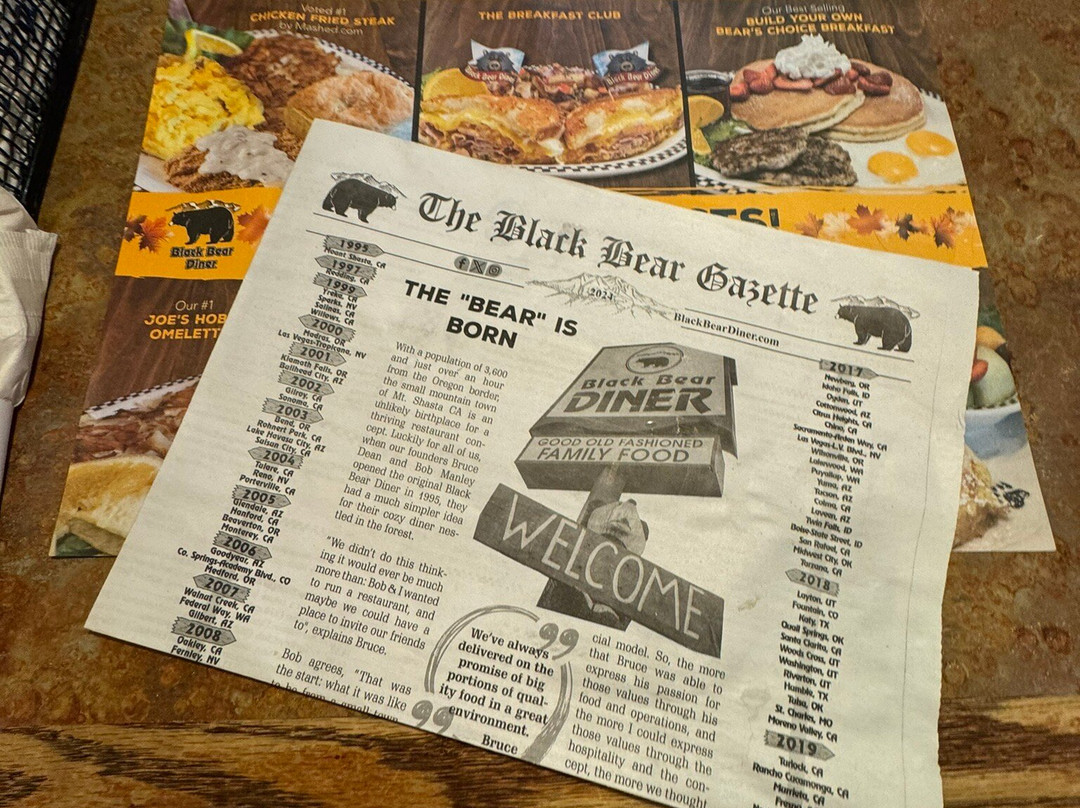 Voted #1
CHICKEN FRIED STEAK
by Mashed.com
THE BREAKFAST CLUB
Our Best Selling
BUILD YOUR OWN
BEAR'S CHOICE BREAKFAST
Black Bear Diner
Black Bear Diner
Black Bear
Diner
Our #1
JOE'S HOB
OMELETT
TS!
The Black Bear Gazette
2024
BlackBearDiner.com
1995
Mount Shasta, CA
1997
Redding, CA
1999
Yreka, CA
Sparks, NV
Salinas, CA
Willows, CA
2000
Madras, OR
Las Vegas-Tropicana, NV
2001
Klamath Falls, OR
Bullhead City, AZ
2002
Gilroy, CA
Sonoma, CA
2003
Bend, OR
Rohnert Park, CA
Lake Havasu City, AZ
Suisun City, CA
2004
Tulare, CA
Reno, NV
Porterville, CA
2005
Glendale, AZ
Hanford, CA
Beaverton, OR
Monterey, CA
2006
Goodyear, AZ
Co. Springs-Academy Blvd., CO
Medford, OR
2007
Walnut Creek, CA
Federal Way, WA
Gilbert, AZ
2008
Oakley, CA
Fernley, NV
THE "BEAR" IS
BORN
With a population of 3,600
and just over an hour
from the Oregon border,
the small mountain town
of Mt. Shasta CA is an
unlikely birthplace for a
thriving restaurant con-
cept. Luckily for all of us,
when our founders Bruce
Dean and Bob Manley
opened the original Black
Bear Diner in 1995, they
had a much simpler idea
for their cozy diner nes-
tled in the forest.
"We didn't do this think-
ing it would ever be much
more than: Bob & I wanted
to run a restaurant, and
maybe we could have a
place to invite our friends
to", explains Bruce.
Bob agrees, "That was
the start: what it was like
Black Bear
DINER
GOOD OLD FASHIONED
FAMILY FOOD
WELCOME
We've always
delivered on the
promise of big
portions of qual-
ity food in a great
environment.
Bruce
cial model. So, the more
that Bruce was able to
express his passion for
those values through his
food and operations, and
the more I could express
those values through the
hospitality and the con-
cept, the more we thought
2017
Newberg, OR
Idaho Falls, ID
Ogden, UT
Cottonwood, AZ
Citrus Heights, CA
Chino, CA
Sacramento-Arden Way, CA
Las Vegas-L.V. Blvd., NV
Wilsonville, OR
Lakewood, WA
Puyallup, WA
Yuma, AZ
Tucson, AZ
Colma, CA
Laveen, AZ
Twin Falls, ID
Boise-State Street, ID
San Rafael, CA
Midwest City, OK
Tarzana, CA
2018
Layton, UT
Fountain, CO
Katy, TX
Quail Springs, OK
Santa Clarita, CA
Woods Cross, UT
Washington, UT
Riverton, UT
Humble, TX
Tulsa, OK
St. Charles, MO
Moreno Valley, CA
2019
Turlock, CA
Rancho Cucamonga, CA
Murrieta, CA